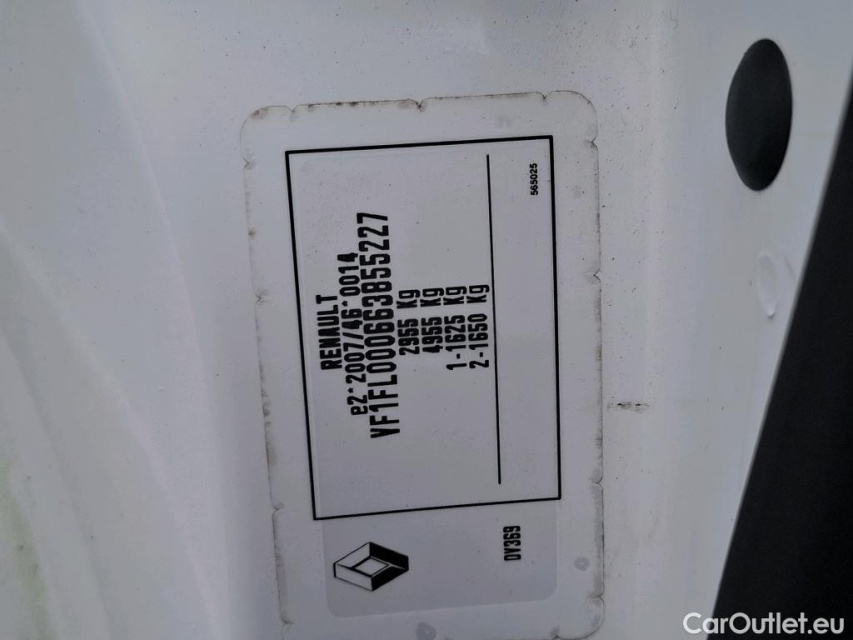 RENAULT
e2*2007/46*0014
VF1FL000663855227
2955 Kg
4955 Kg
1-1625 Kg
2-1650 Kg
565025
0V369
CarOutlet.eu